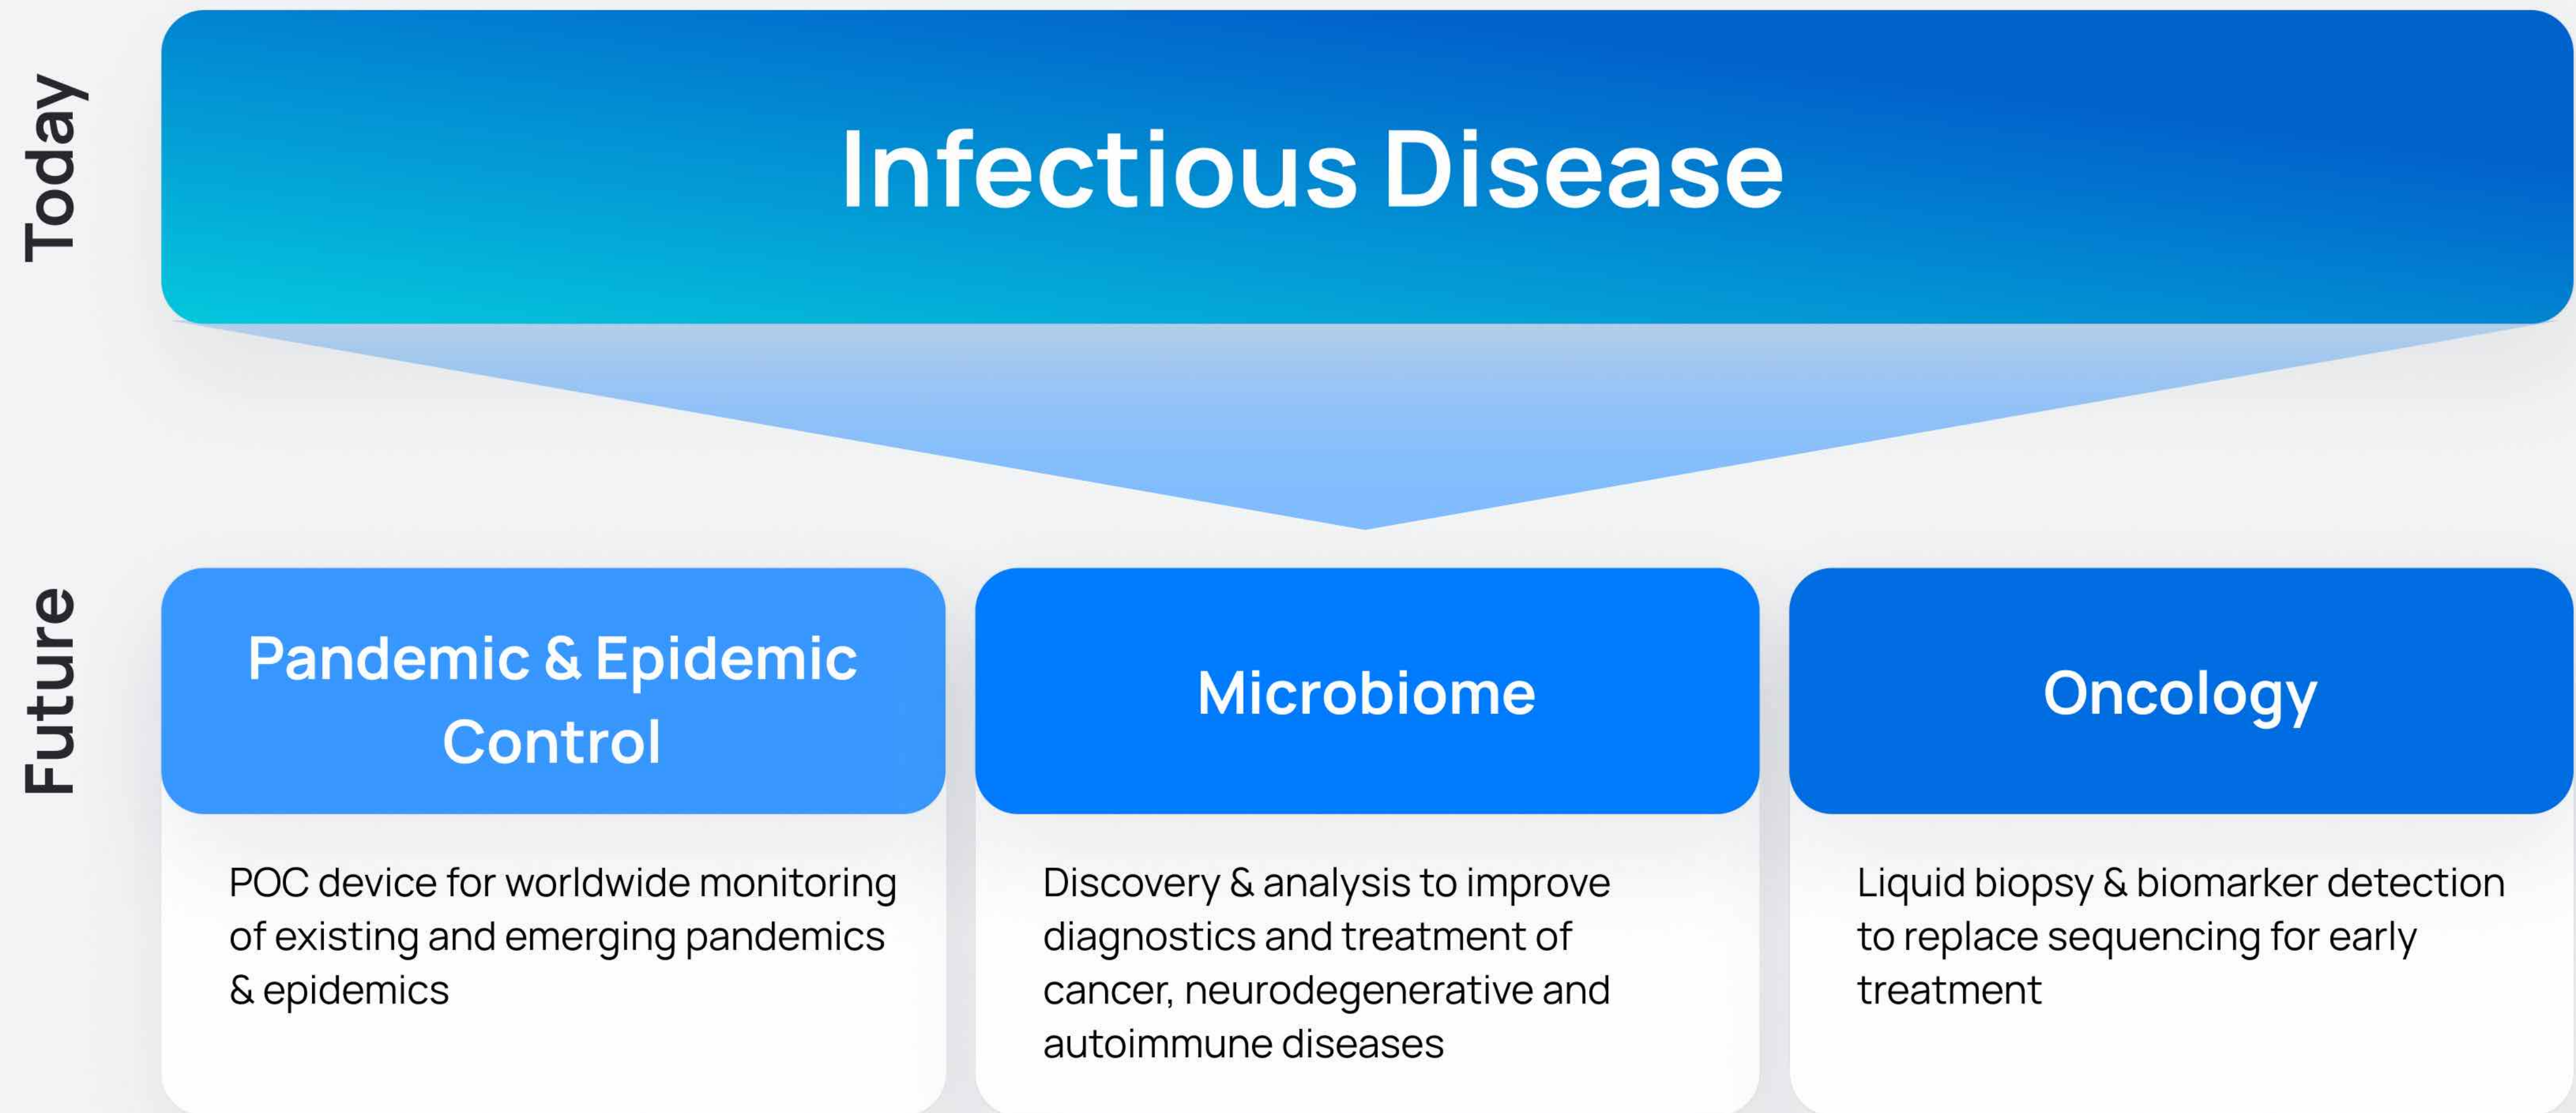 Today
Infectious Disease
Future
Pandemic & Epidemic
Control
POC device for worldwide monitoring
of existing and emerging pandemics
& epidemics
Microbiome
Discovery & analysis to improve
diagnostics and treatment of
cancer, neurodegenerative and
autoimmune diseases
Oncology
Liquid biopsy & biomarker detection
to replace sequencing for early
treatment